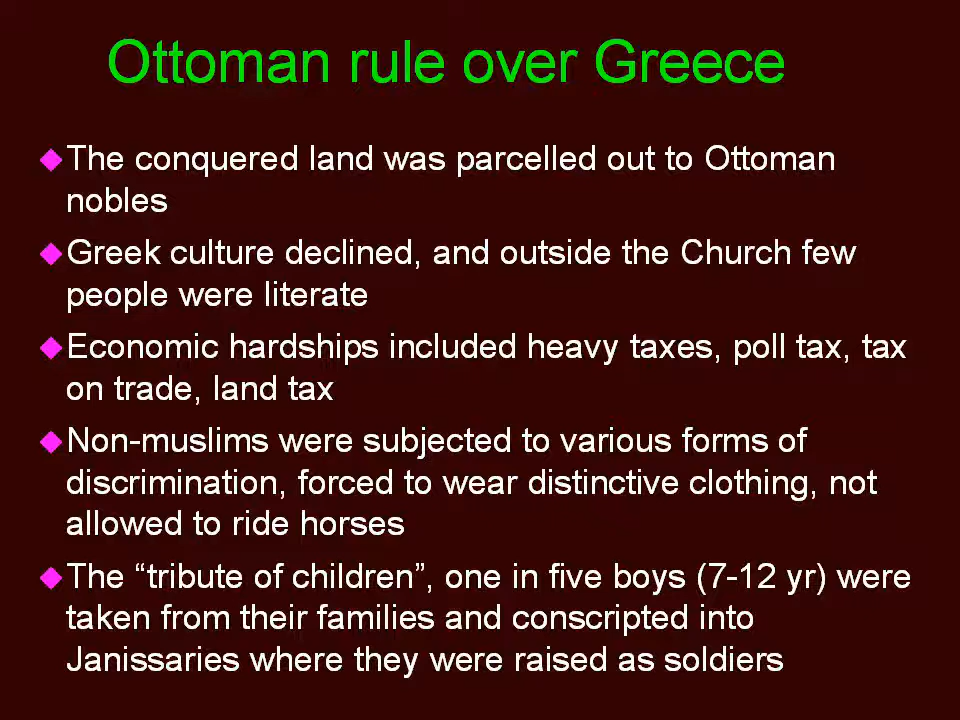 Ottoman rule over Greece
The conquered land was parcelled out to Ottoman
nobles
Greek culture declined, and outside the Church few
people were literate
Economic hardships included heavy taxes, poll tax, tax
on trade, land tax
Non-muslims were subjected to various forms of
discrimination, forced to wear distinctive clothing, not
allowed to ride horses
The “tribute of children”, one in five boys (7-12 yr) were
taken from their families and conscripted into
Janissaries where they were raised as soldiers